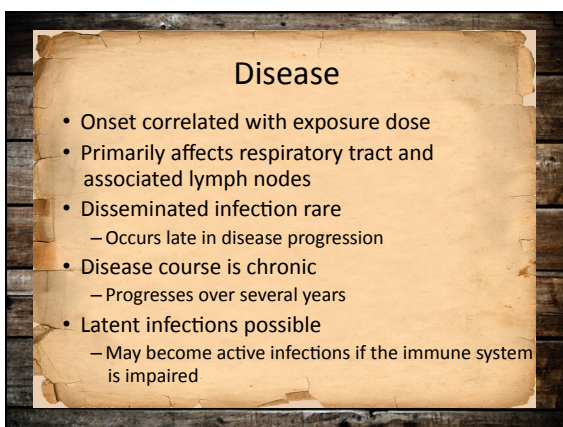 Disease
• Onset correlated with exposure dose
• Primarily affects respiratory tract and
associated lymph nodes
• Disseminated infection rare
– Occurs late in disease progression
• Disease course is chronic
– Progresses over several years
• Latent infections possible
– May become active infections if the immune system
is impaired